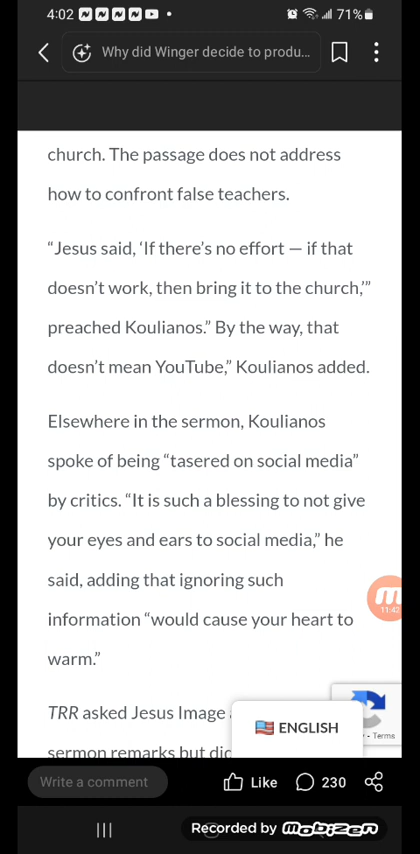 4:02
71%
Why did Winger decide to produ...
church. The passage does not address
how to confront false teachers.
“Jesus said, ‘If there’s no effort — if that
doesn’t work, then bring it to the church,’”
preached Koulianos.” By the way, that
doesn’t mean YouTube,” Koulianos added.
Elsewhere in the sermon, Koulianos
spoke of being “tasered on social media”
by critics. “It is such a blessing to not give
your eyes and ears to social media,” he
said, adding that ignoring such
information “would cause your heart to
warm.”
11:42
TRR asked Jesus Image
ENGLISH
- Terms
sermon remarks but
Write a comment
Like
230
Recorded by mobizen